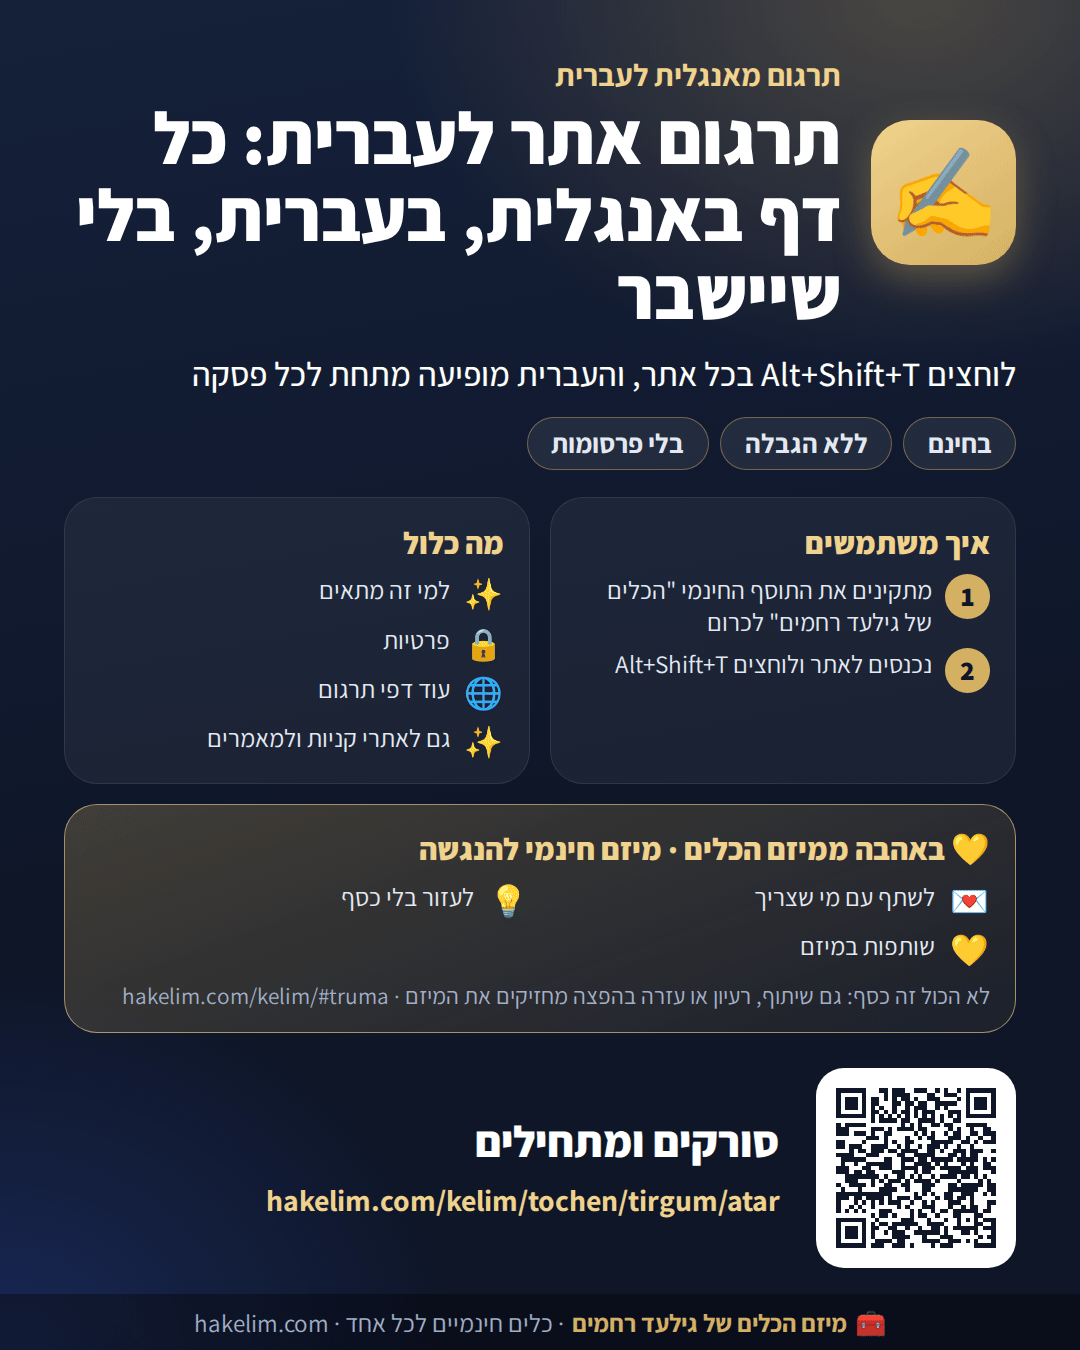 תרגום מאנגלית לעברית
תרגום אתר לעברית: כל
דף באנגלית, בעברית, בלי
שיישבר
לוחצים Alt+Shift+T בכל אתר, והעברית מופיעה מתחת לכל פסקה
בחינם
ללא הגבלה
בלי פרסומות
איך משתמשים
1
מתקינים את התוסף החינמי "הכלים
של גילעד רחמים" לכרום
2
נכנסים לאתר ולוחצים Alt+Shift+T
מה כלול
למי זה מתאים
פרטיות
עוד דפי תרגום
גם לאתרי קניות ולמאמרים
באהבה ממיזם הכלים · מיזם חינמי להנגשה
לשתף עם מי שצריך
לעזור בלי כסף
שותפות במיזם
לא הכול זה כסף: גם שיתוף, רעיון או עזרה בהפצה מחזיקים את המיזם · hakelim.com/kelim/#truma
סורקים ומתחילים
hakelim.com/kelim/tochen/tirgum/atar
מיזם הכלים של גילעד רחמים · כלים חינמיים לכל אחד · hakelim.com